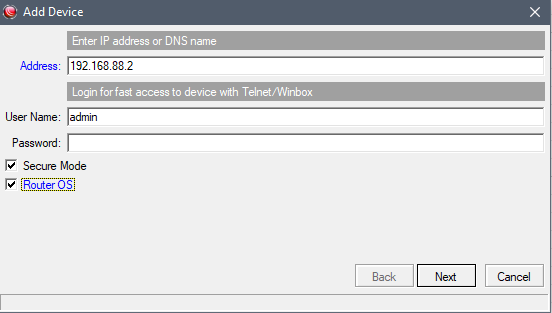 Add Device
Enter IP address or DNS name
Address: 192.168.88.2
Login for fast access to device with Telnet/Winbox
User Name: admin
Password:
Secure Mode
Router OS
Back Next Cancel